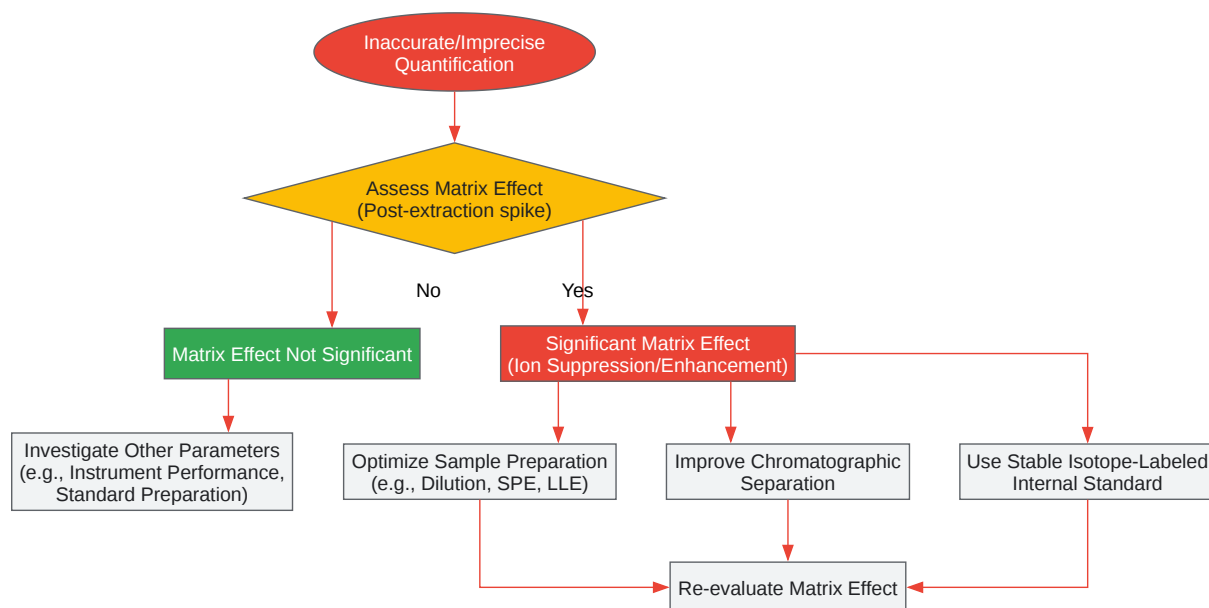 Inaccurate/Imprecise
Quantification
Assess Matrix Effect
(Post-extraction spike)
No
Yes
Matrix Effect Not Significant
Significant Matrix Effect
(Ion Suppression/Enhancement)
Investigate Other Parameters
(e.g., Instrument Performance,
Standard Preparation)
Optimize Sample Preparation
(e.g., Dilution, SPE, LLE)
Improve Chromatographic
Separation
Use Stable Isotope-Labeled
Internal Standard
Re-evaluate Matrix Effect